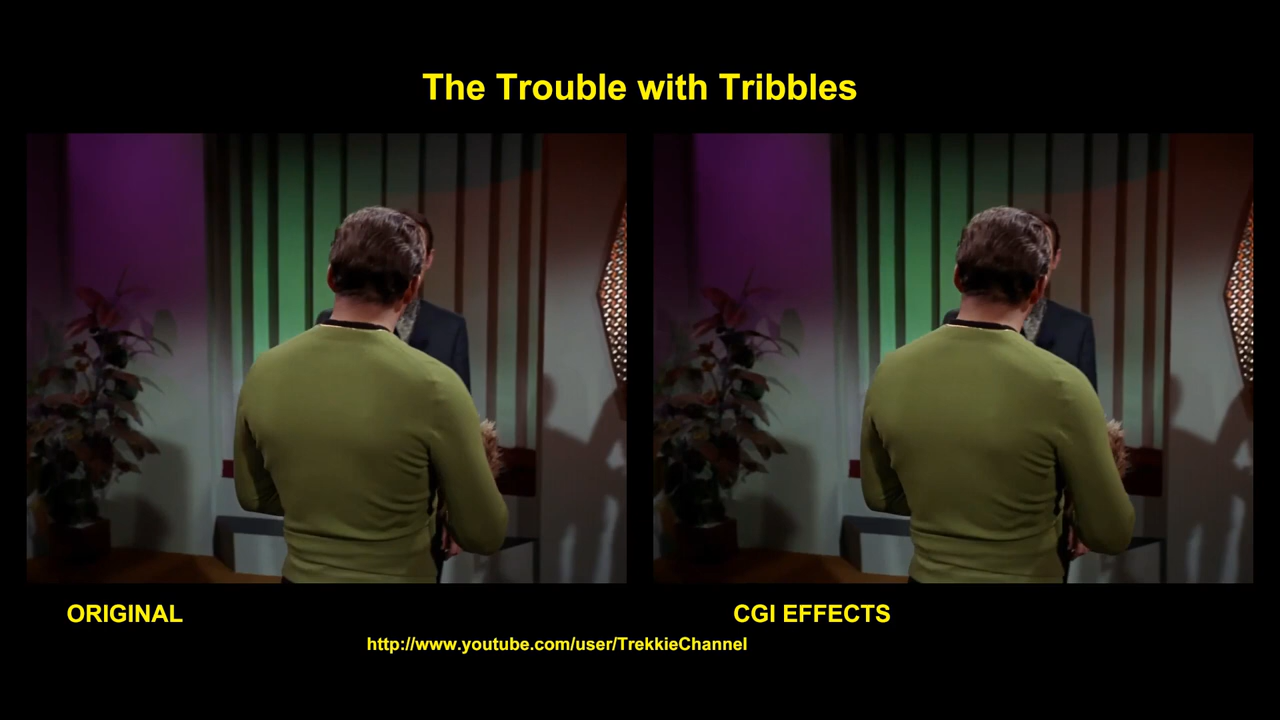 The Trouble with Tribbles
ORIGINAL
CGI EFFECTS
http://www.youtube.com/user/TrekkieChannel